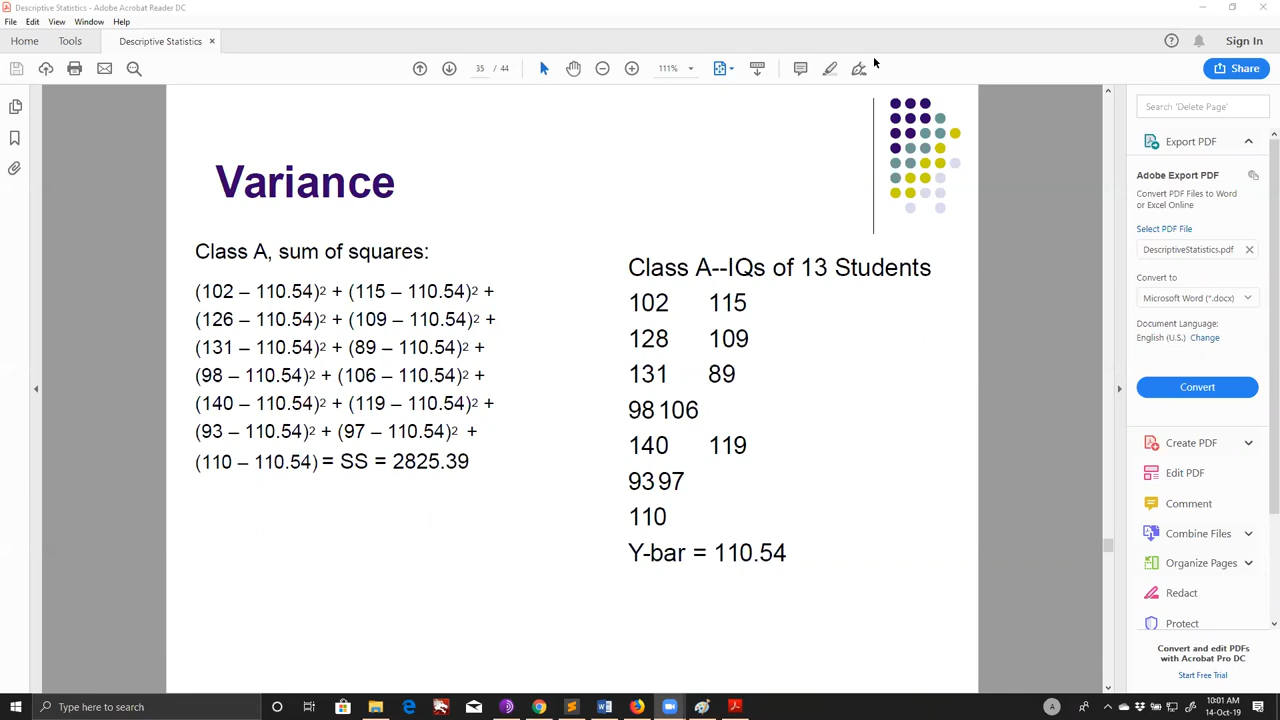 Descriptive Statistics - Adobe Acrobat Reader DC
File Edit View Window Help
Home Tools Descriptive Statistics × Sign In
35 / 44 111% Share
Variance
Class A, sum of squares:
(102 – 110.54)2 + (115 – 110.54)2 +
(126 – 110.54)2 + (109 – 110.54)2 +
(131 – 110.54)2 + (89 – 110.54)2 +
(98 – 110.54)2 + (106 – 110.54)2 +
(140 – 110.54)2 + (119 – 110.54)2 +
(93 – 110.54)2 + (97 – 110.54)2 +
(110 – 110.54) = SS = 2825.39
Class A--IQs of 13 Students
102 115
128 109
131 89
98 106
140 119
93 97
110
Y-bar = 110.54
Search 'Delete Page'
Export PDF
Adobe Export PDF
Convert PDF Files to Word
or Excel Online
Select PDF File
DescriptiveStatistics.pdf ×
Convert to
Microsoft Word (*.docx)
Document Language:
English (U.S.) Change
Convert
Create PDF
Edit PDF
Comment
Combine Files
Organize Pages
Redact
Protect
Convert and edit PDFs
with Acrobat Pro DC
Start Free Trial
Type here to search
A
10:01 AM
14-Oct-19